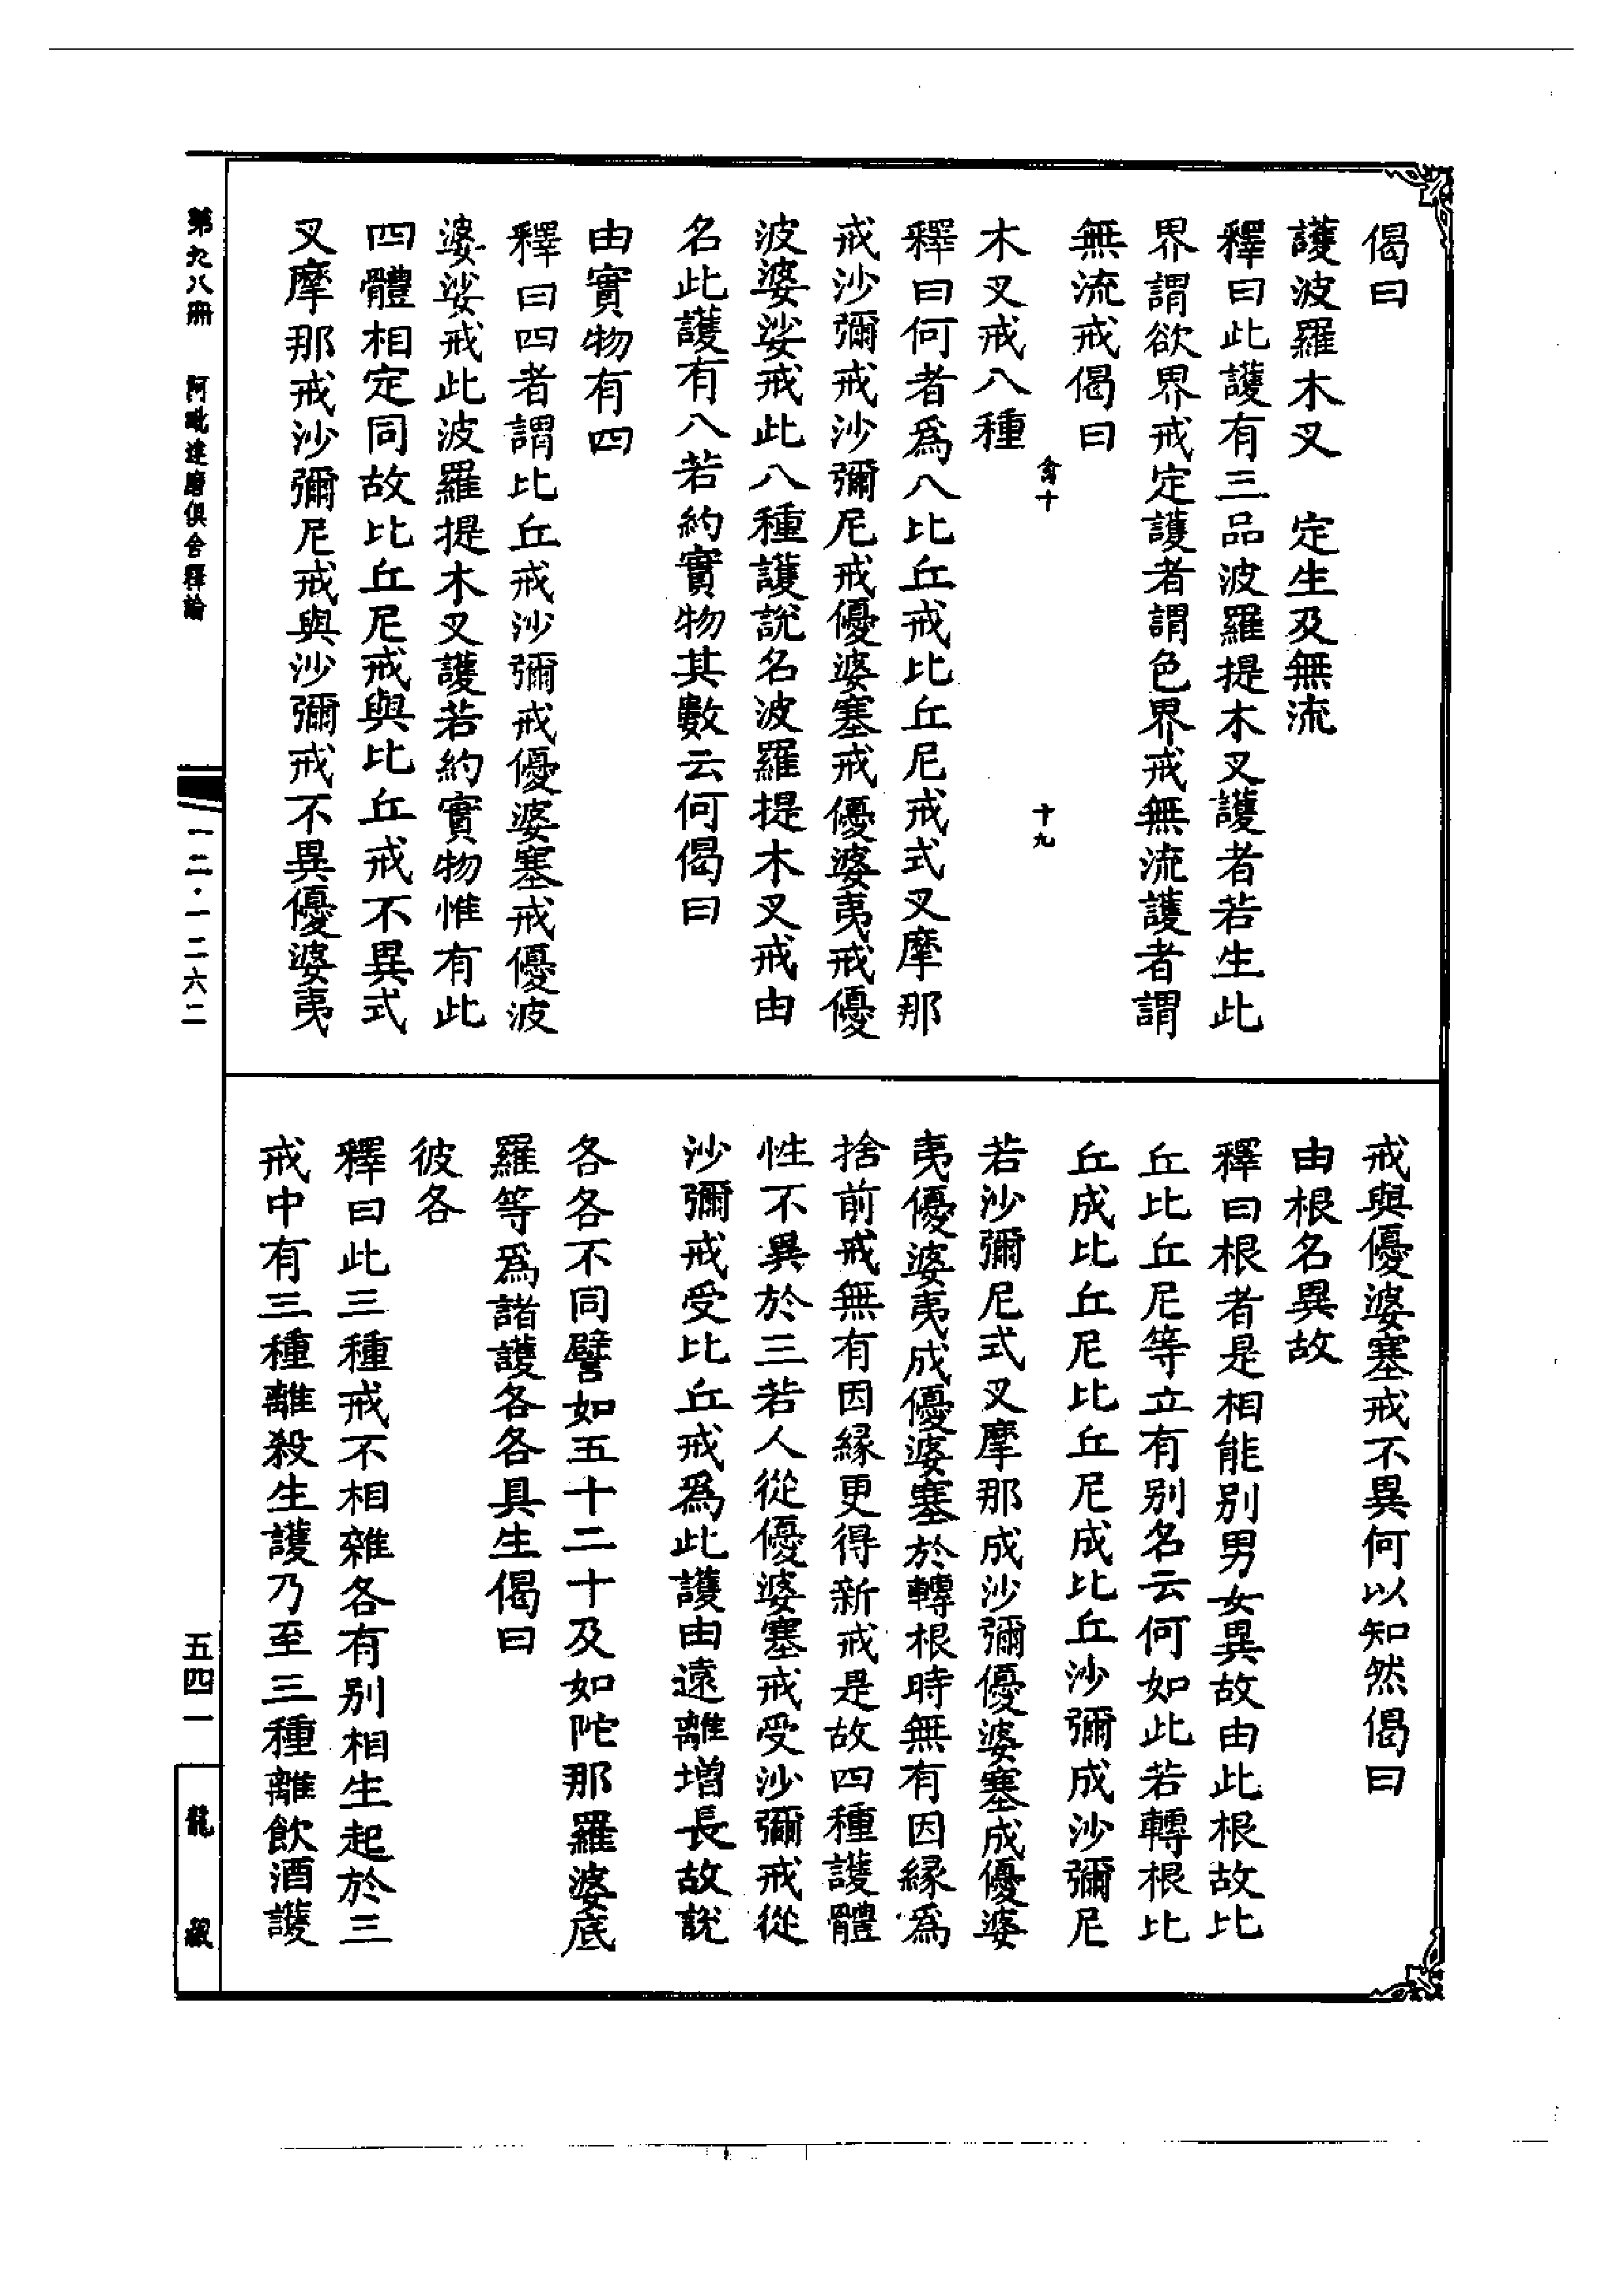 偈曰
護波羅木叉　定生及無流
釋曰此護有三品波羅提木叉護者若生此
界謂欲界戒定護者謂色界戒無流護者謂
無流戒偈曰
禽十　十九
木叉戒八種
釋曰何者爲八比丘戒比丘尼戒式叉摩那
戒沙彌戒沙彌尼戒優婆塞戒優婆夷戒優
波婆娑戒此八種護說名波羅提木叉戒由
名此護有八若約實物其數云何偈曰
由實物有四
釋曰四者謂比丘戒沙彌戒優婆塞戒優波
婆娑戒此波羅提木叉護若約實物惟有此
四體相定同故比丘尼戒與比丘戒不異式
叉摩那戒沙彌尼戒與沙彌戒不異優婆夷
戒與優婆塞戒不異何以知然偈曰
由根名異故
釋曰根者是相能別男女異故由此根故比
丘比丘尼等立有別名云何如此若轉根比
丘成比丘尼比丘尼成比丘沙彌成沙彌尼
若沙彌尼式叉摩那成沙彌優婆塞成優婆
夷優婆夷成優婆塞於轉根時無有因緣爲
捨前戒無有因緣更得新戒是故四種護體
性不異於三若人從優婆塞戒受沙彌戒從
沙彌戒受比丘戒爲此護由遠離增長故說
各各不同譬如五十二十及如陀那羅婆底
羅等爲諸護各各具生偈曰
彼各
釋曰此三種戒不相雜各有別相生起於三
戒中有三種離殺生護乃至三種離飲酒護
第九八冊　阿毗達磨俱舍釋論
一二·一二六二
五四一
龍　藏